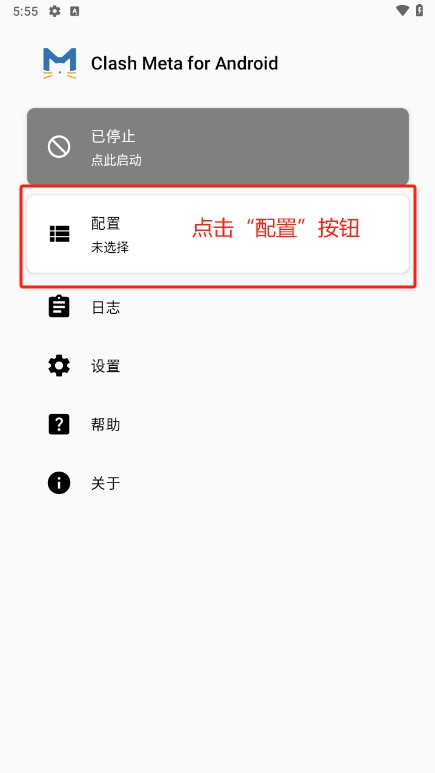 5:55
Clash Meta for Android
已停止
点此启动
配置
未选择
点击“配置”按钮
日志
设置
帮助
关于